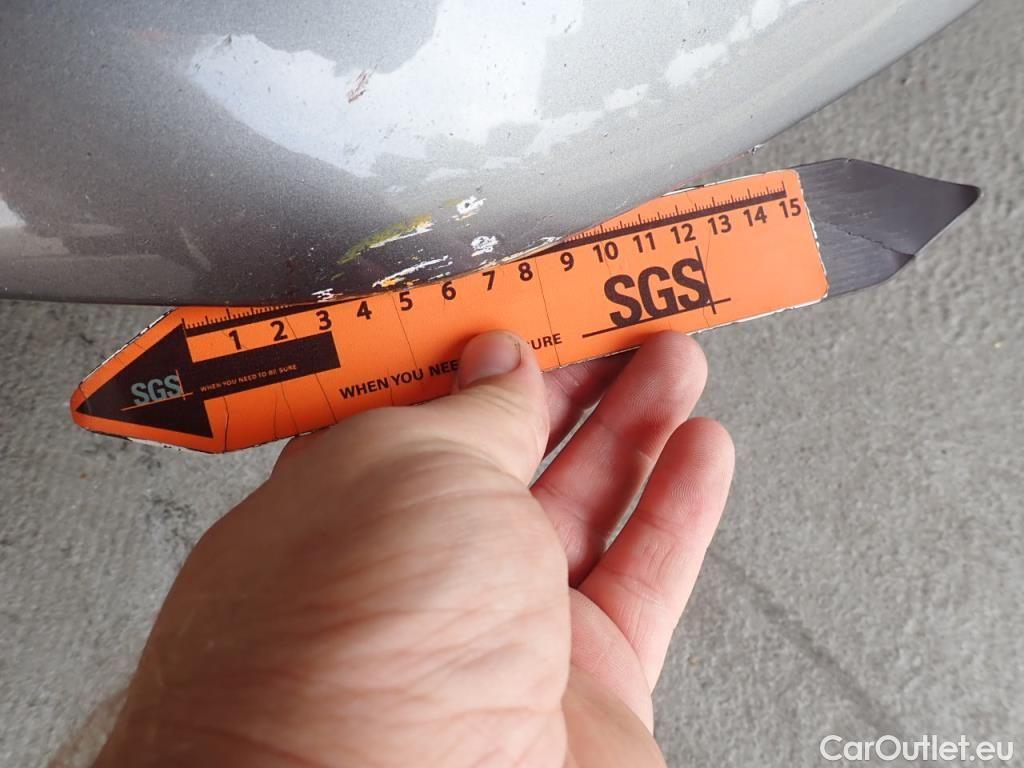 1 2 3 4 5 6 7 8 9 10 11 12 13 14 15
SGS
SGS WHEN YOU NEED TO BE SURE
WHEN YOU NEE URE
CarOutlet.eu